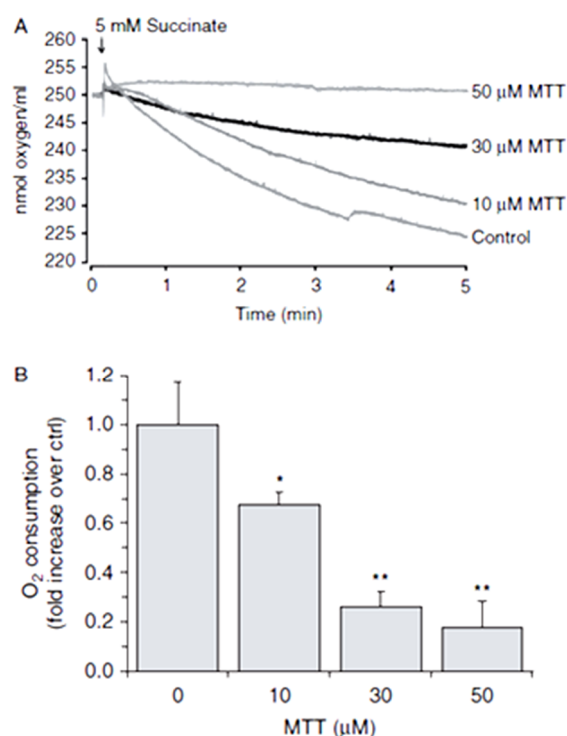 A
5 mM Succinate
260
255
250
245
240
235
230
225
220
nmol oxygen/ml
50 μM MTT
30 μM MTT
10 μM MTT
Control
0 1 2 3 4 5
Time (min)
B
1.2
1.0
0.8
0.6
0.4
0.2
0.0
O2 consumption
(fold increase over ctrl)
*
**
**
0 10 30 50
MTT (μM)